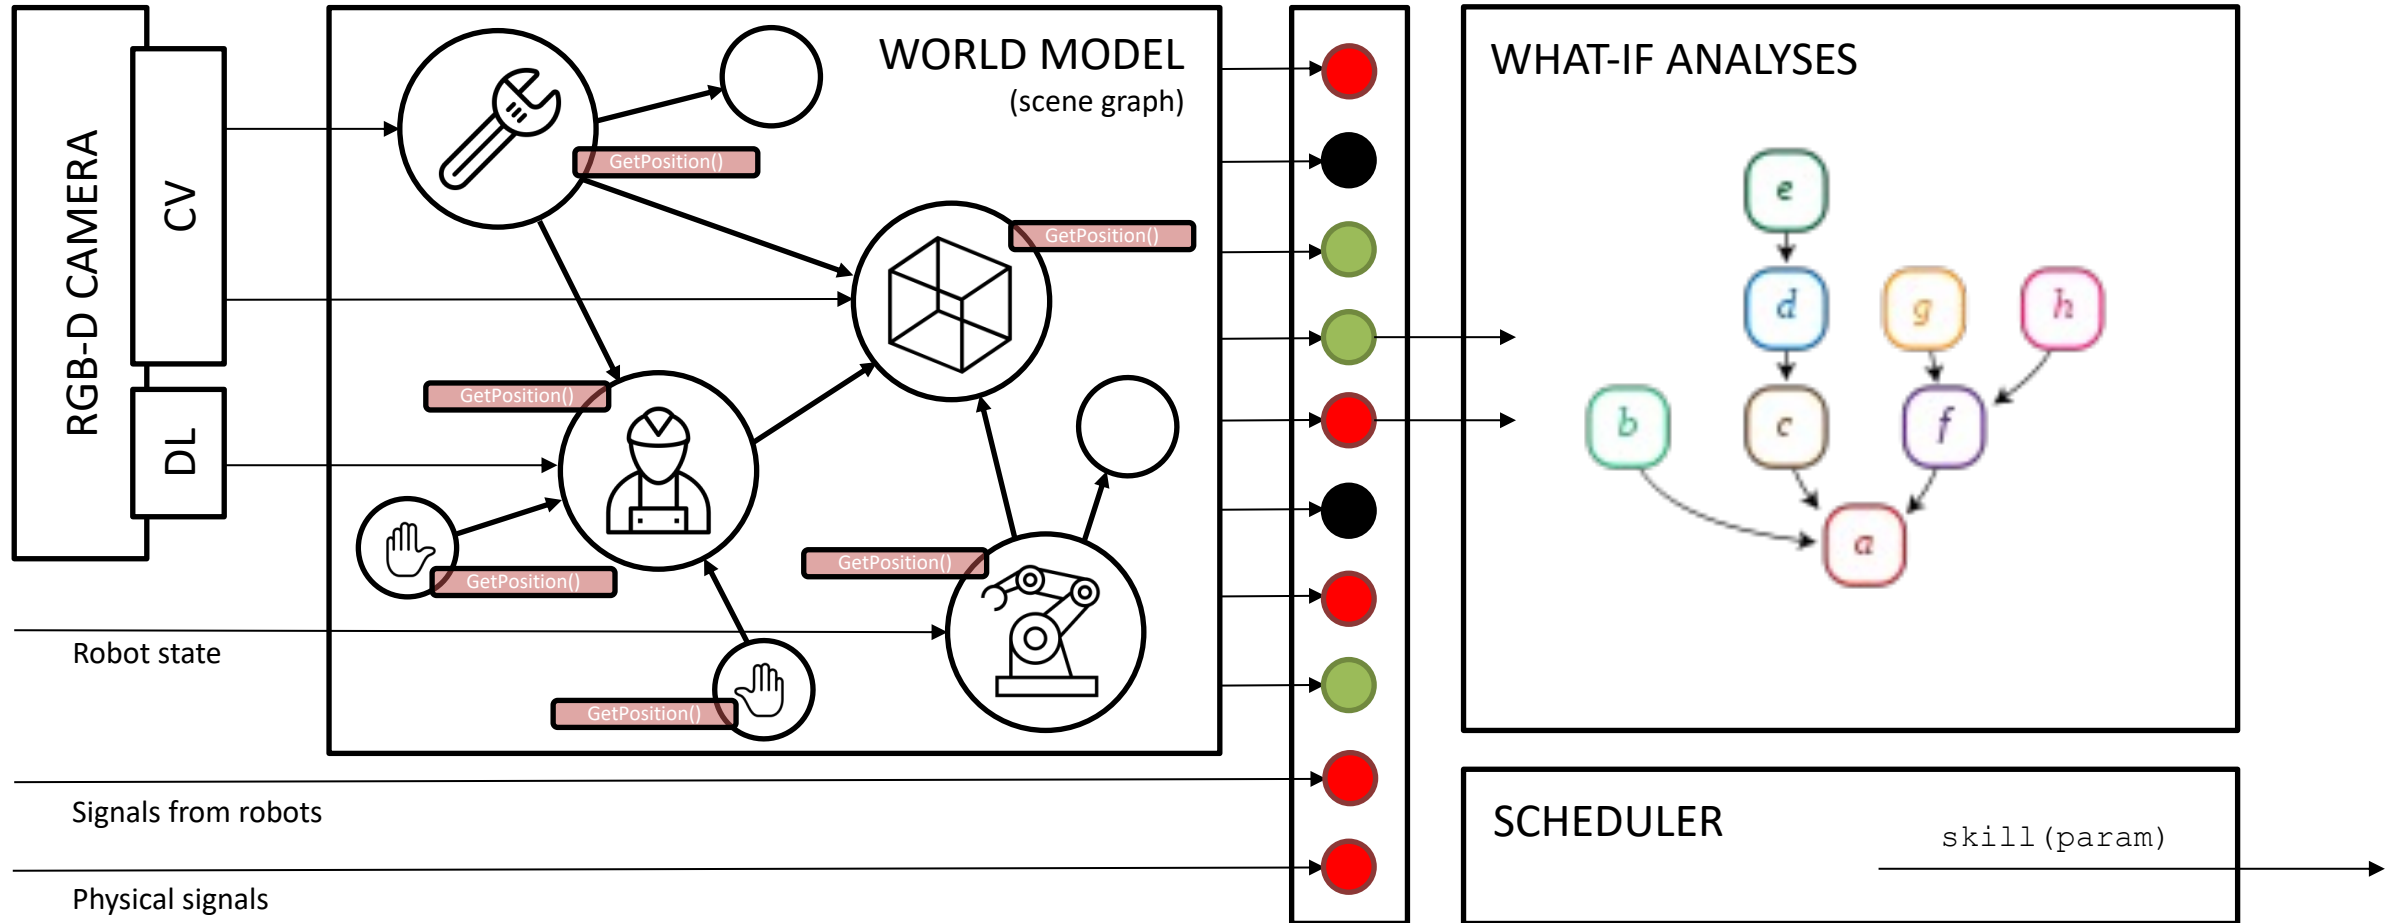 RGB-D CAMERA
CV
DL
WORLD MODEL
(scene graph)
GetPosition()
GetPosition()
GetPosition()
GetPosition()
GetPosition()
GetPosition()
Robot state
Signals from robots
Physical signals
WHAT-IF ANALYSES
e
d
g
h
b
c
f
a
SCHEDULER
skill(param)